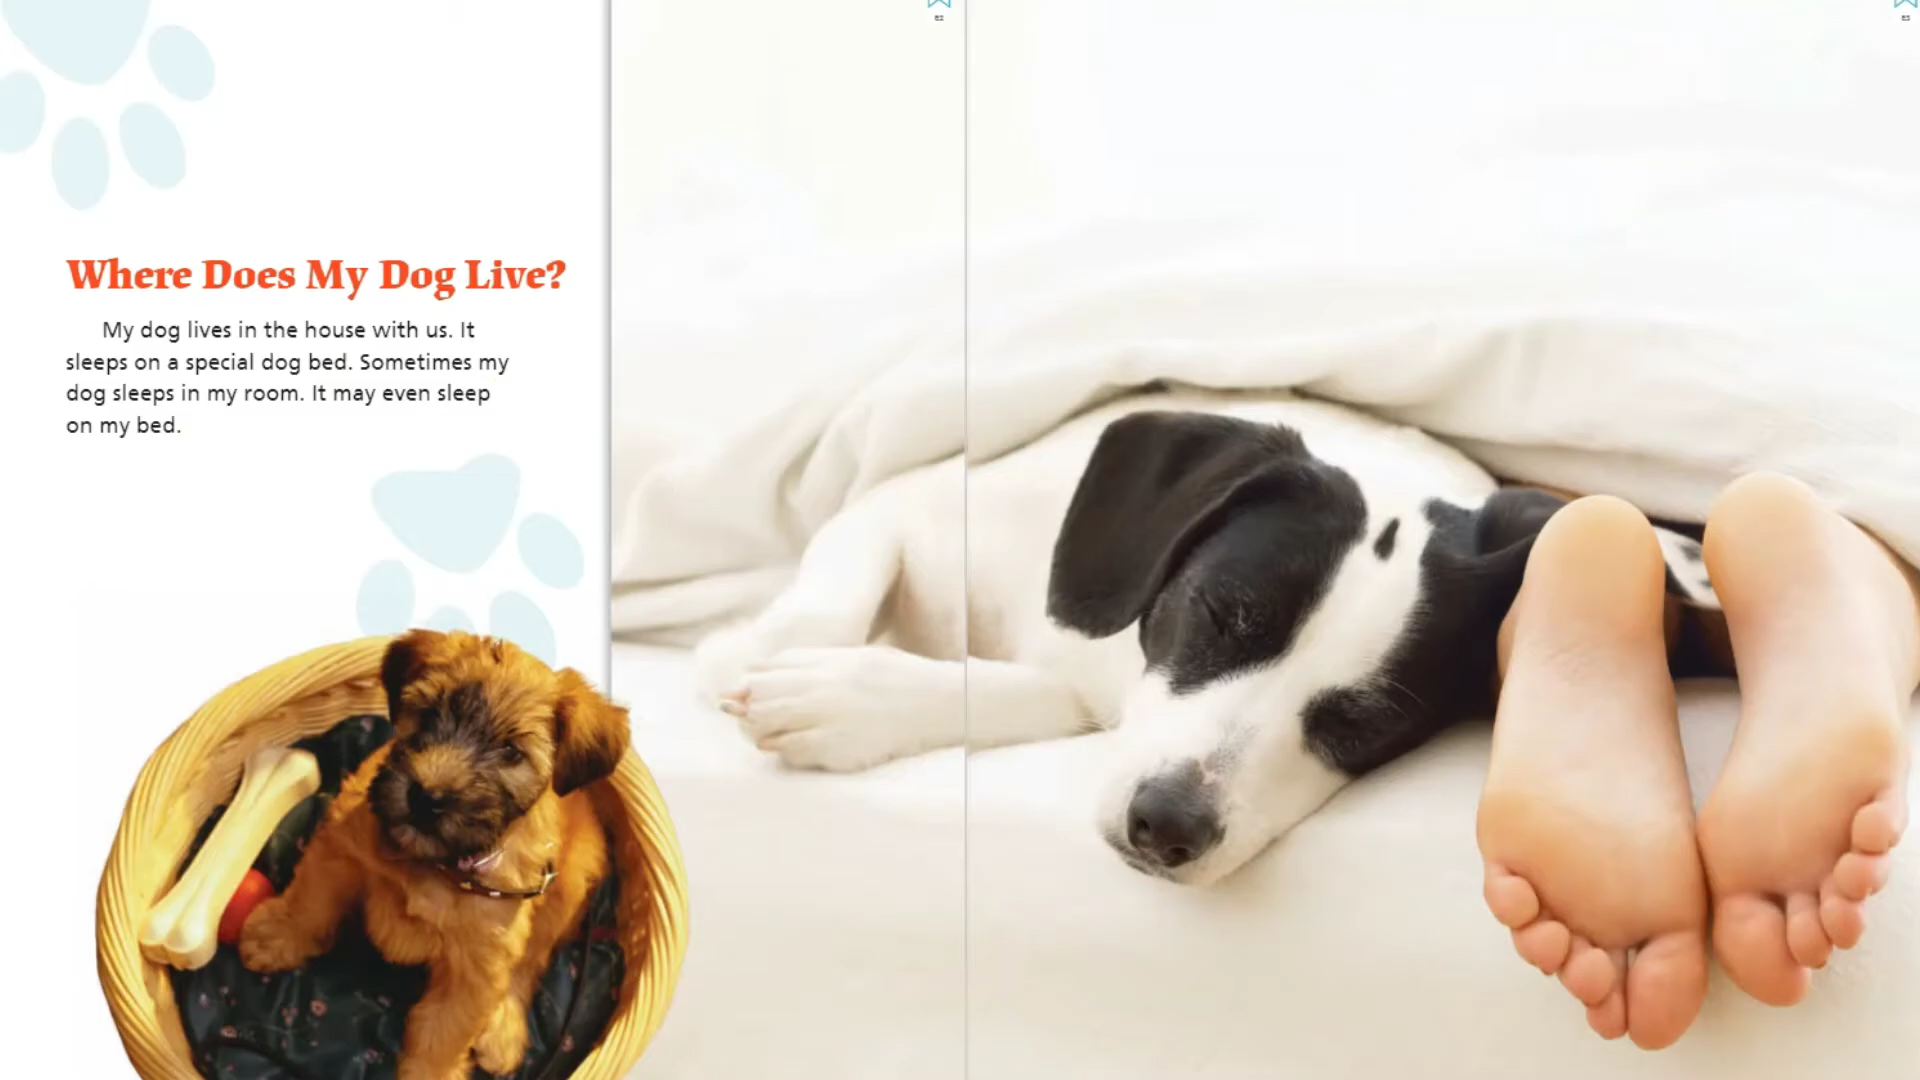 Where Does My Dog Live?
My dog lives in the house with us. It
sleeps on a special dog bed. Sometimes my
dog sleeps in my room. It may even sleep
on my bed.